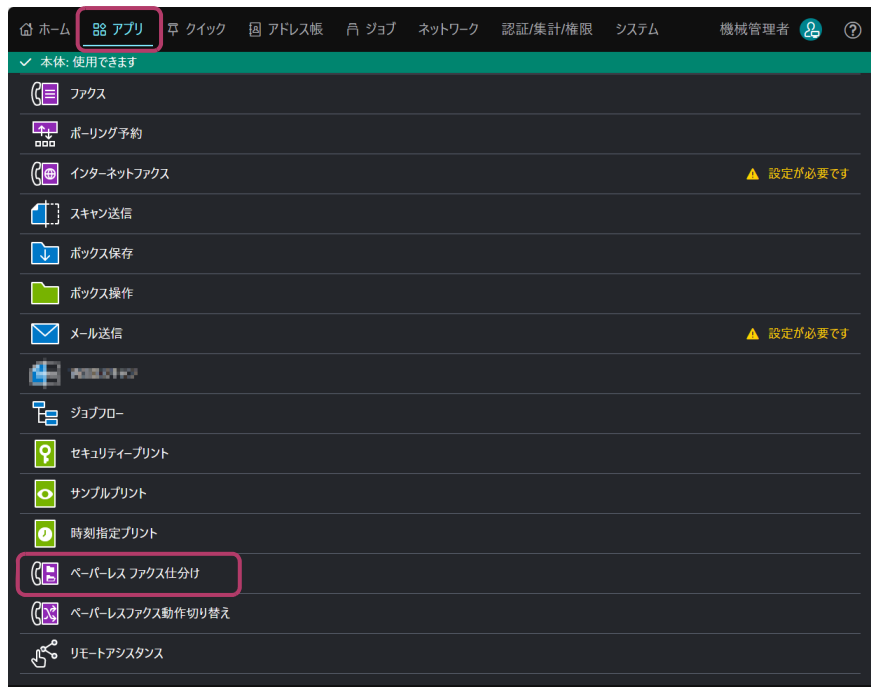 ホーム アプリ クイック アドレス帳 ジョブ ネットワーク 認証/集計/権限 システム 機械管理者
本体: 使用できます
ファクス
ポーリング予約
インターネットファクス 設定が必要です
スキャン送信
ボックス保存
ボックス操作
メール送信 設定が必要です
ジョブフロー
セキュリティープリント
サンプルプリント
時刻指定プリント
ペーパーレス ファクス仕分け
ペーパーレスファクス動作切り替え
リモートアシスタンス